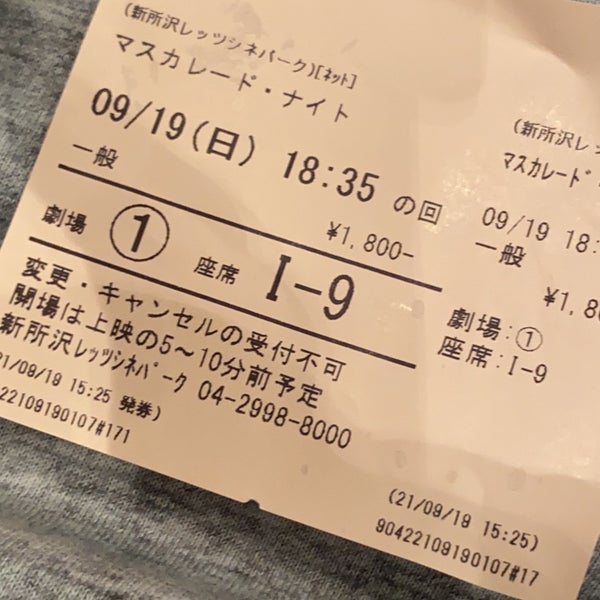 (新所沢レッツシネパーク)[ネット]
マスカレード・ナイト
09/19(日) 18:35 の回
一般
¥1,800-
劇場 ① 座席 I-9
変更・キャンセルの受付不可
開場は上映の5～10分前予定
新所沢レッツシネパーク 04-2998-8000
21/09/19 15:25 発券)
22109190107#171
(新所沢レッ
マスカレード
09/19 18:
一般
¥1,8
劇場:①
座席:I-9
(21/09/19 15:25)
90422109190107#17